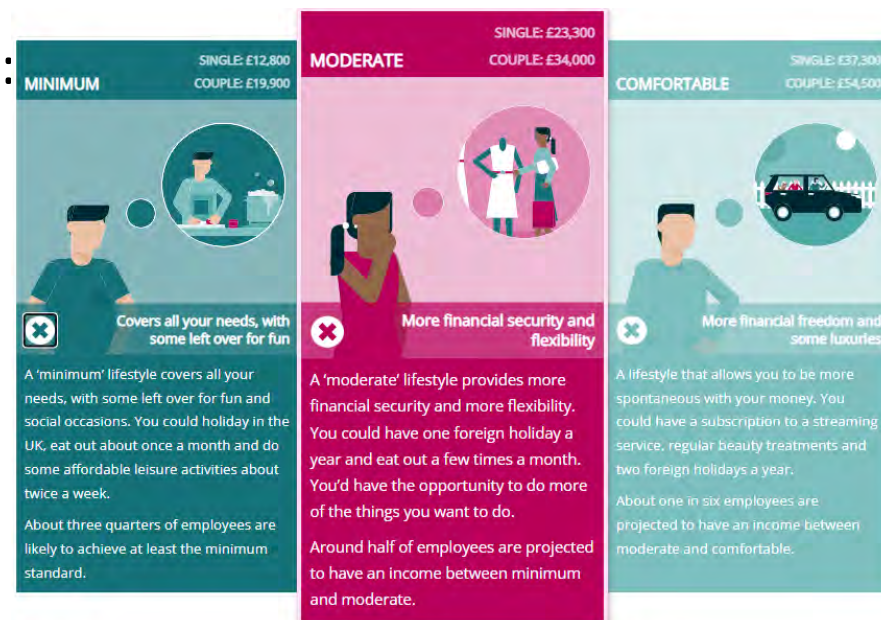 MINIMUM
SINGLE: £12,800
COUPLE: £19,900
Covers all your needs, with
some left over for fun
A ‘minimum’ lifestyle covers all your
needs, with some left over for fun and
social occasions. You could holiday in the
UK, eat out about once a month and do
some affordable leisure activities about
twice a week.
About three quarters of employees are
likely to achieve at least the minimum
standard.
MODERATE
SINGLE: £23,300
COUPLE: £34,000
More financial security and
flexibility
A ‘moderate’ lifestyle provides more
financial security and more flexibility.
You could have one foreign holiday a
year and eat out a few times a month.
You’d have the opportunity to do more
of the things you want to do.
Around half of employees are projected
to have an income between minimum
and moderate.
COMFORTABLE
SINGLE: £37,300
COUPLE: £54,500
More financial freedom and
some luxuries
A lifestyle that allows you to be more
spontaneous with your money. You
could have a subscription to a streaming
service, regular beauty treatments and
two foreign holidays a year.
About one in six employees are
projected to have an income between
moderate and comfortable.